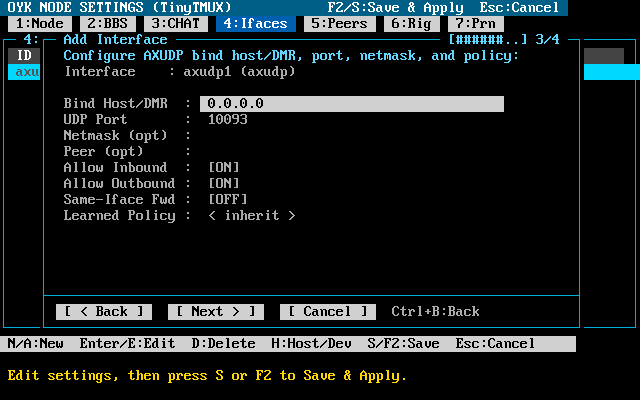 OYK NODE SETTINGS (TinyTMUX) F2/S:Save & Apply Esc:Cancel
1:Node 2:BBS 3:CHAT 4:Ifaces 5:Peers 6:Rig 7:Prn
4: Add Interface [######..] 3/4
ID Configure AXUDP bind host/DMR, port, netmask, and policy:
axu Interface : axudp1 (axudp)
Bind Host/DMR : 0.0.0.0
UDP Port : 10093
Netmask (opt) :
Peer (opt) :
Allow Inbound : [ON]
Allow Outbound : [ON]
Same-Iface Fwd : [OFF]
Learned Policy : < inherit >
[ < Back ] [ Next > ] [ Cancel ] Ctrl+B:Back
N/A:New Enter/E:Edit D:Delete H:Host/Dev S/F2:Save Esc:Cancel
Edit settings, then press S or F2 to Save & Apply.